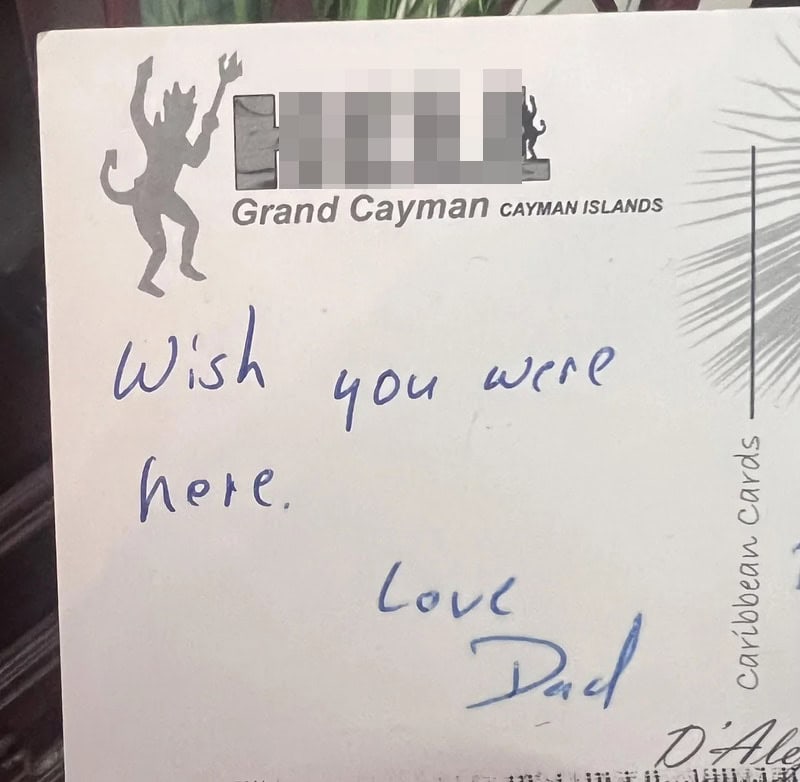 Grand Cayman CAYMAN ISLANDS
Wish you were
here.
Love
Dad
Caribbean Cards